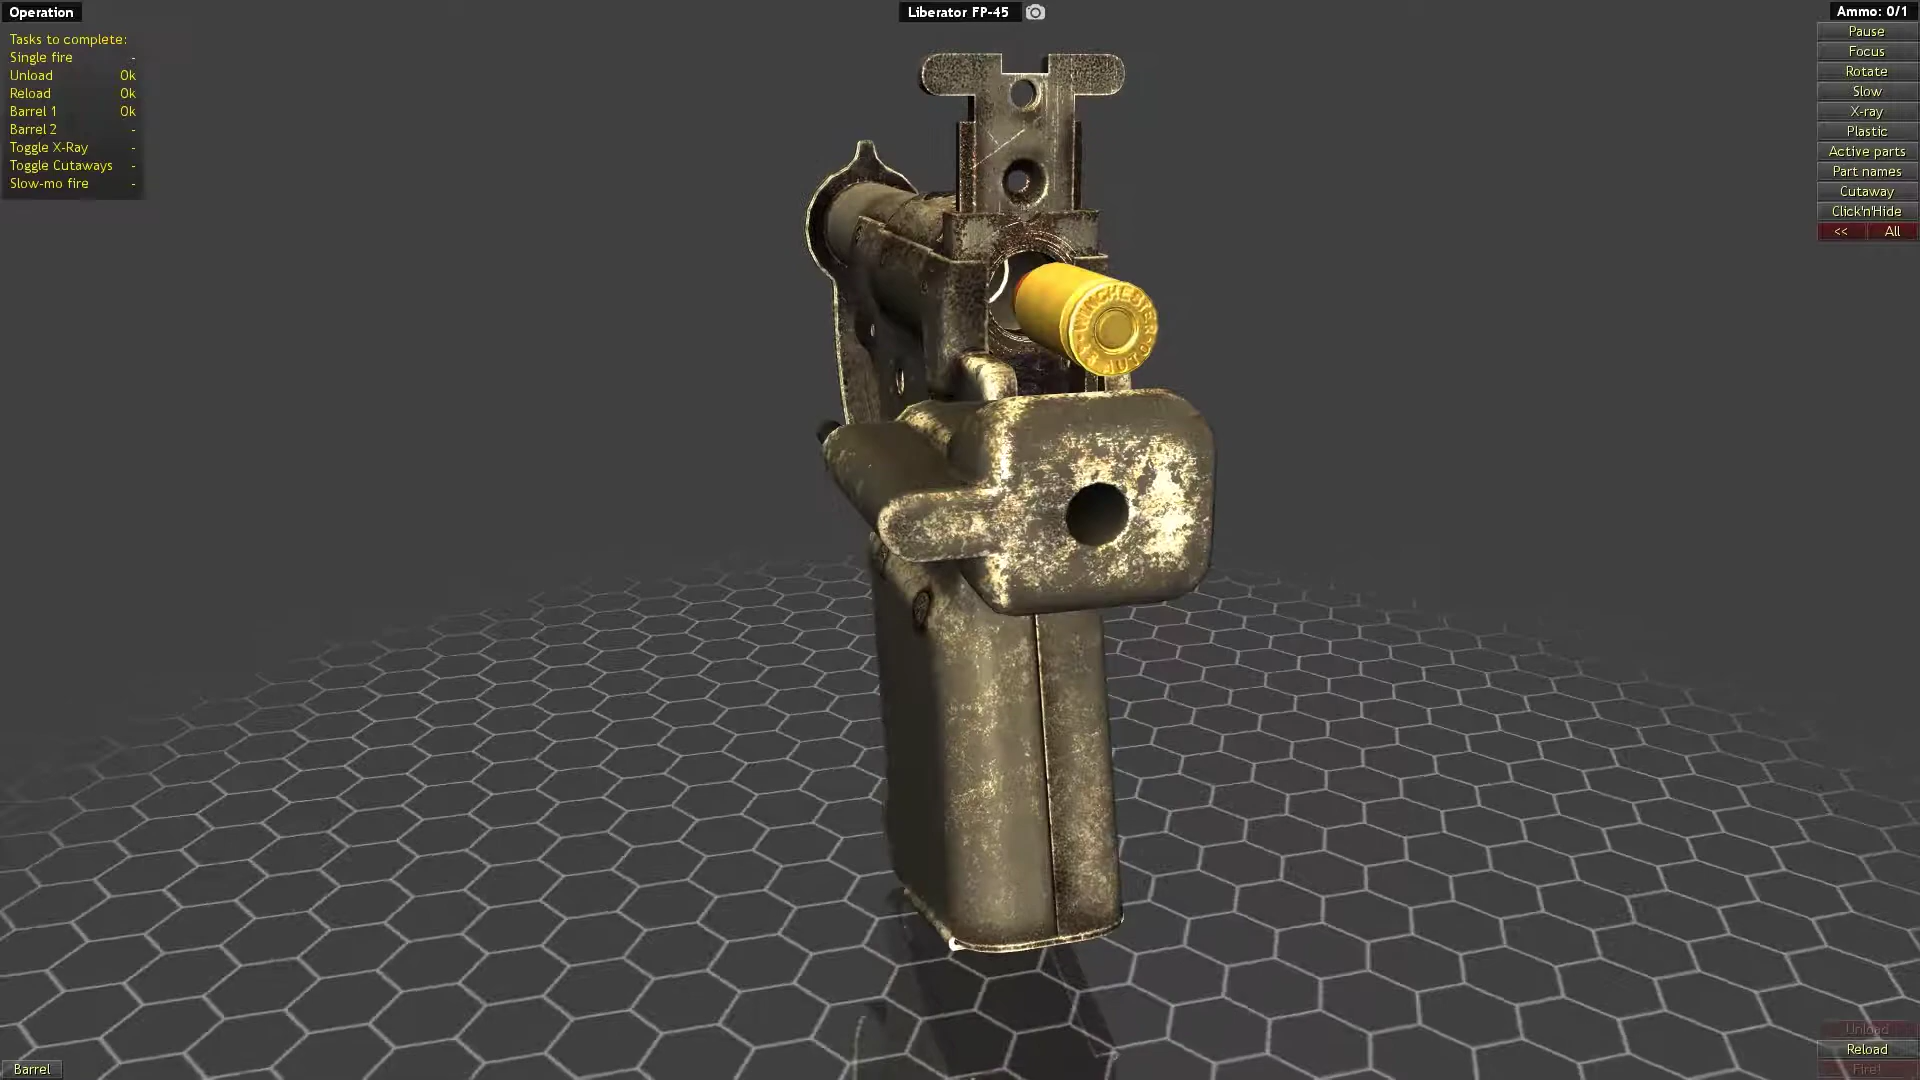 Operation
Liberator FP-45
Ammo: 0/1
Tasks to complete:
Single fire -
Unload Ok
Reload Ok
Barrel 1 Ok
Barrel 2 -
Toggle X-Ray -
Toggle Cutaways -
Slow-mo fire -
Pause
Focus
Rotate
Slow
X-ray
Plastic
Active parts
Part names
Cutaway
Click'n'Hide
<< All
WINCHESTER
45 AUTO
Unload
Reload
Fire!
Barrel